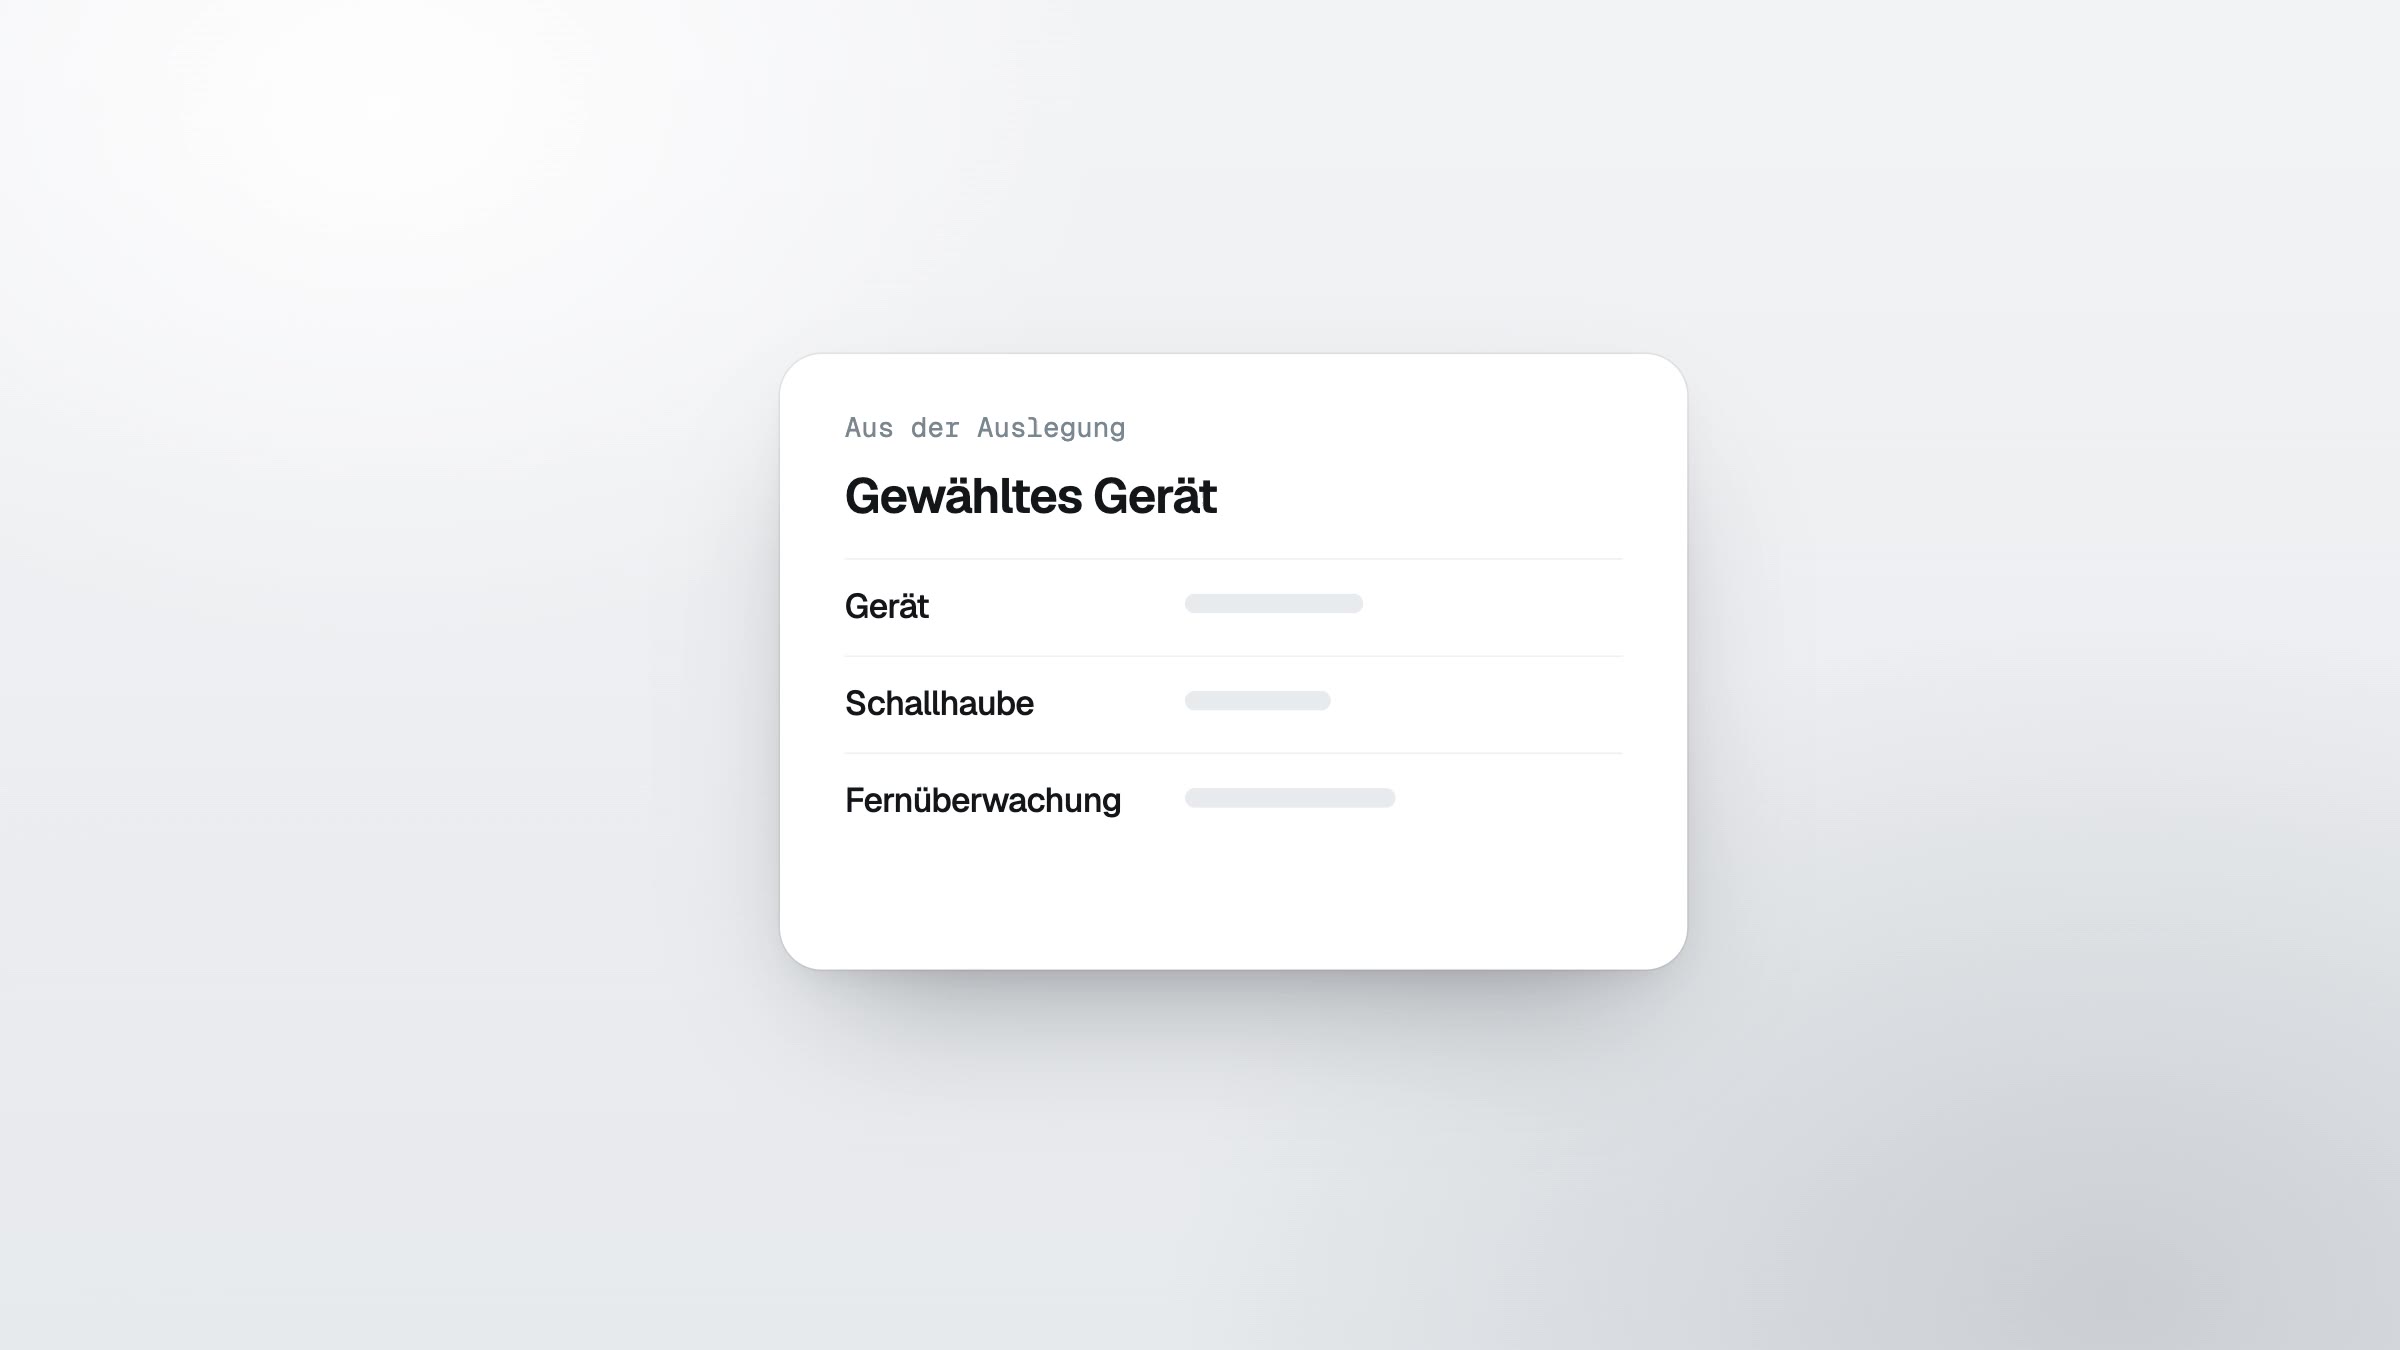 Aus der Auslegung
Gewähltes Gerät
Gerät
Schallhaube
Fernüberwachung